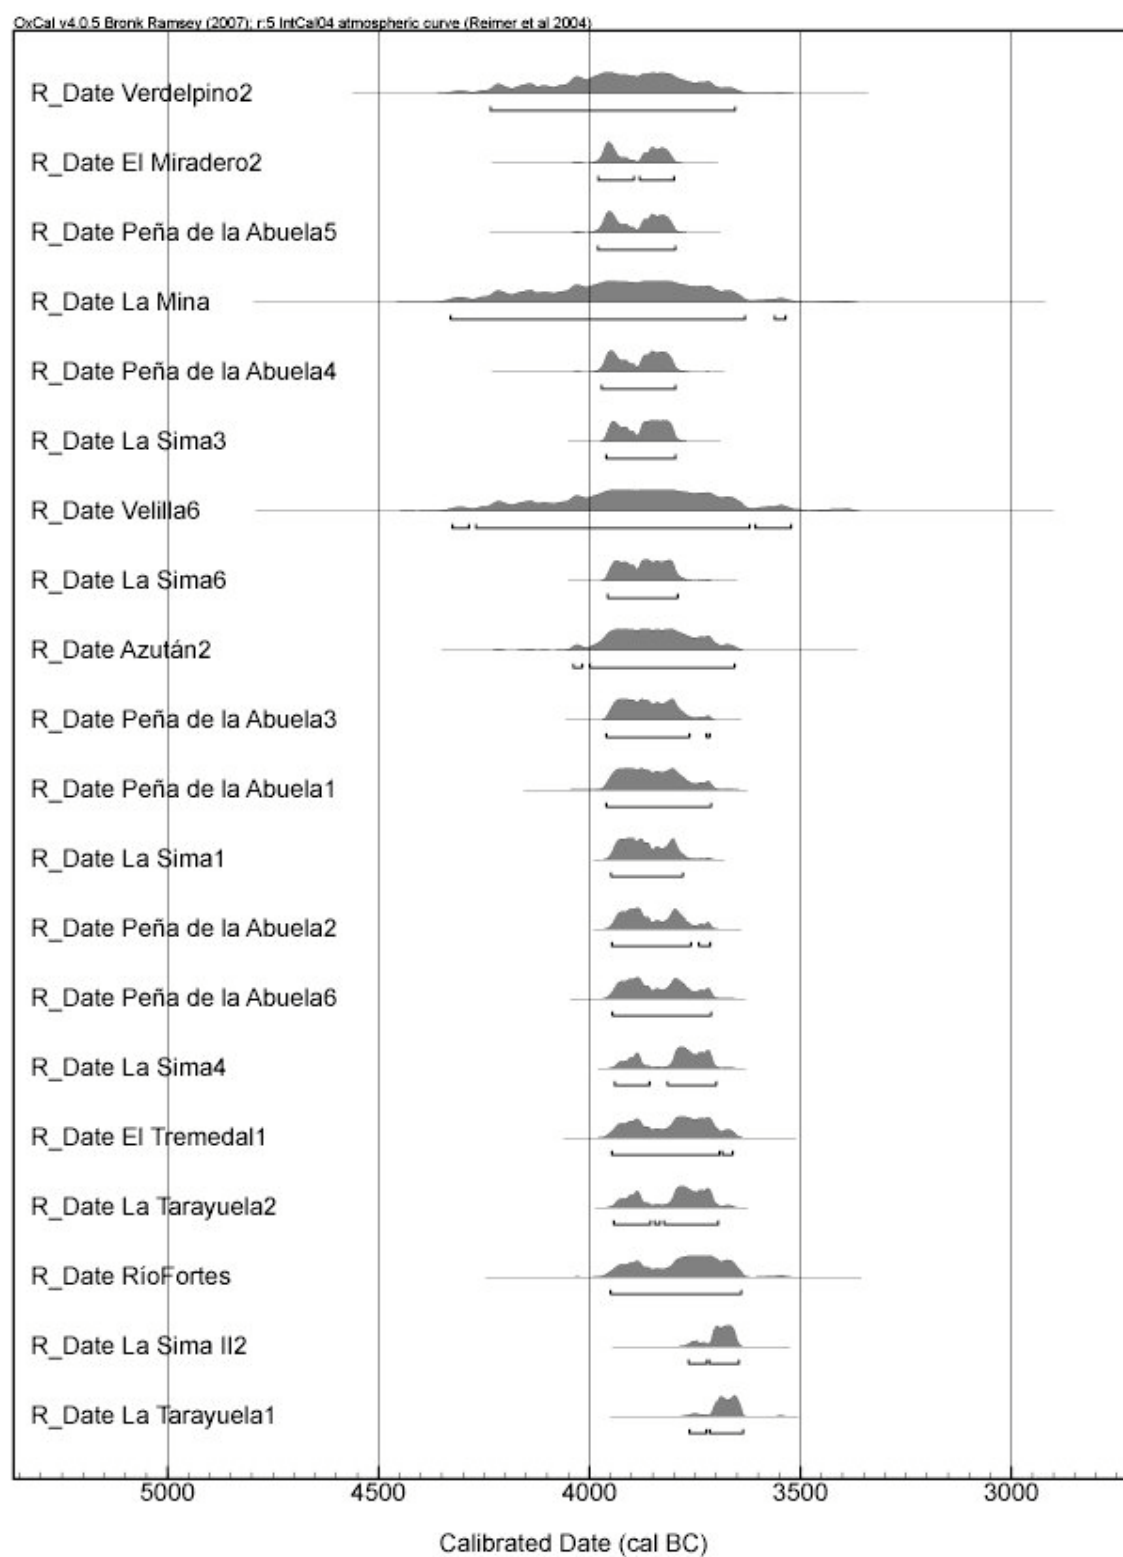 OxCal v4.0.5 Bronk Ramsey (2007); r:5 IntCal04 atmospheric curve (Reimer et al 2004)
R_Date Verdelpino2
R_Date El Miradero2
R_Date Peña de la Abuela5
R_Date La Mina
R_Date Peña de la Abuela4
R_Date La Sima3
R_Date Velilla6
R_Date La Sima6
R_Date Azután2
R_Date Peña de la Abuela3
R_Date Peña de la Abuela1
R_Date La Sima1
R_Date Peña de la Abuela2
R_Date Peña de la Abuela6
R_Date La Sima4
R_Date El Tremedal1
R_Date La Tarayuela2
R_Date RíoFortes
R_Date La Sima II2
R_Date La Tarayuela1
5000 4500 4000 3500 3000
Calibrated Date (cal BC)